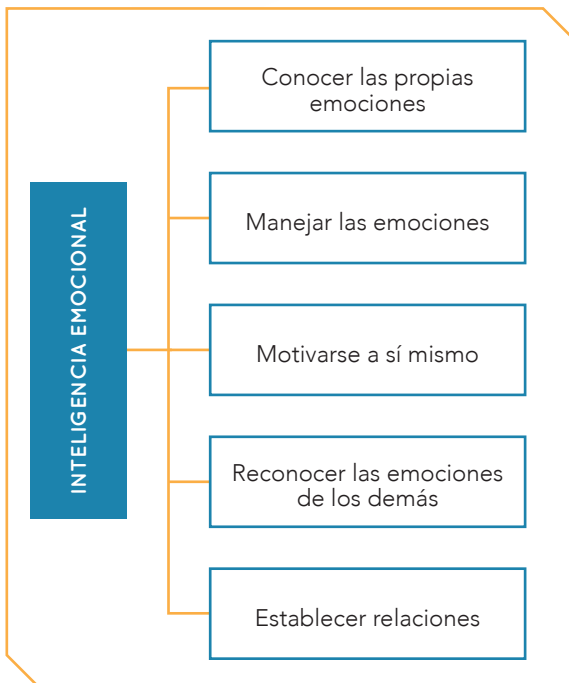 INTELIGENCIA EMOCIONAL
Conocer las propias
emociones
Manejar las emociones
Motivarse a sí mismo
Reconocer las emociones
de los demás
Establecer relaciones